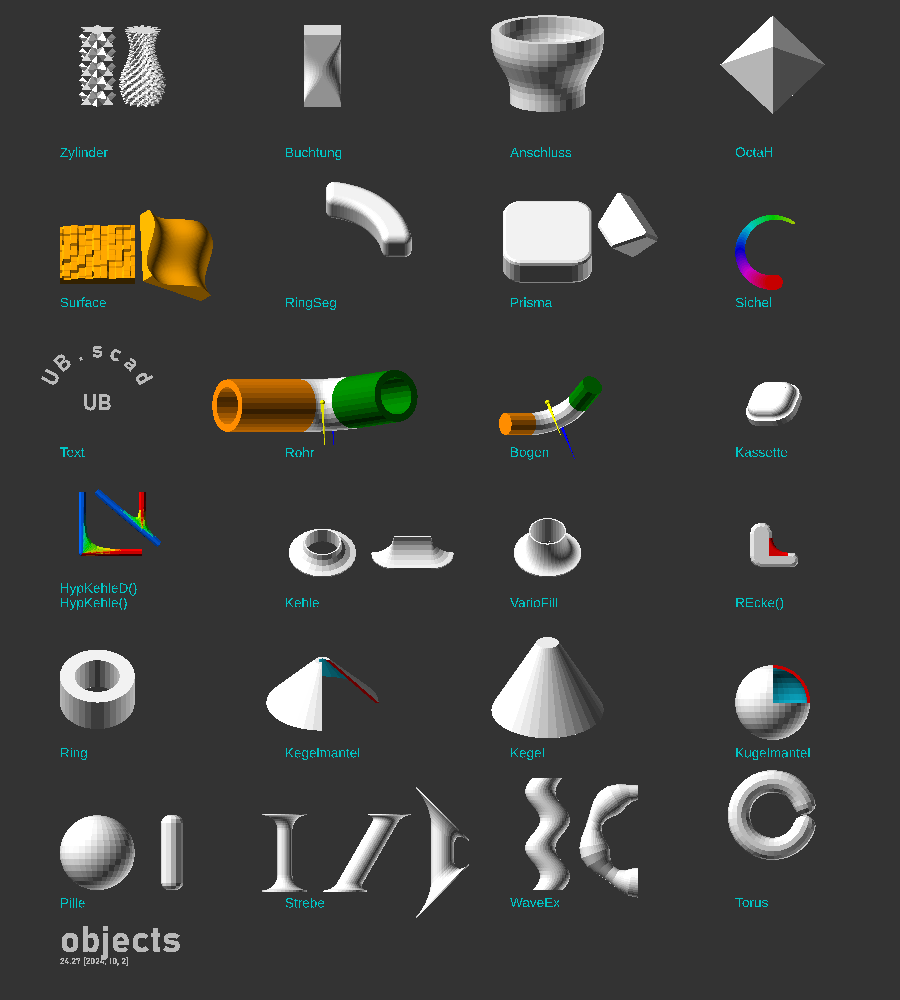 Zylinder
Buchtung
Anschluss
OctaH
Surface
RingSeg
Prisma
Sichel
UB.scad
UB
Text
Rohr
Bogen
Kassette
HypKehleD()
HypKehle()
Kehle
VarioFill
REcke()
Ring
Kegelmantel
Kegel
Kugelmantel
Pille
Strebe
WaveEx
Torus
objects
24.27 [2024, 10, 2]